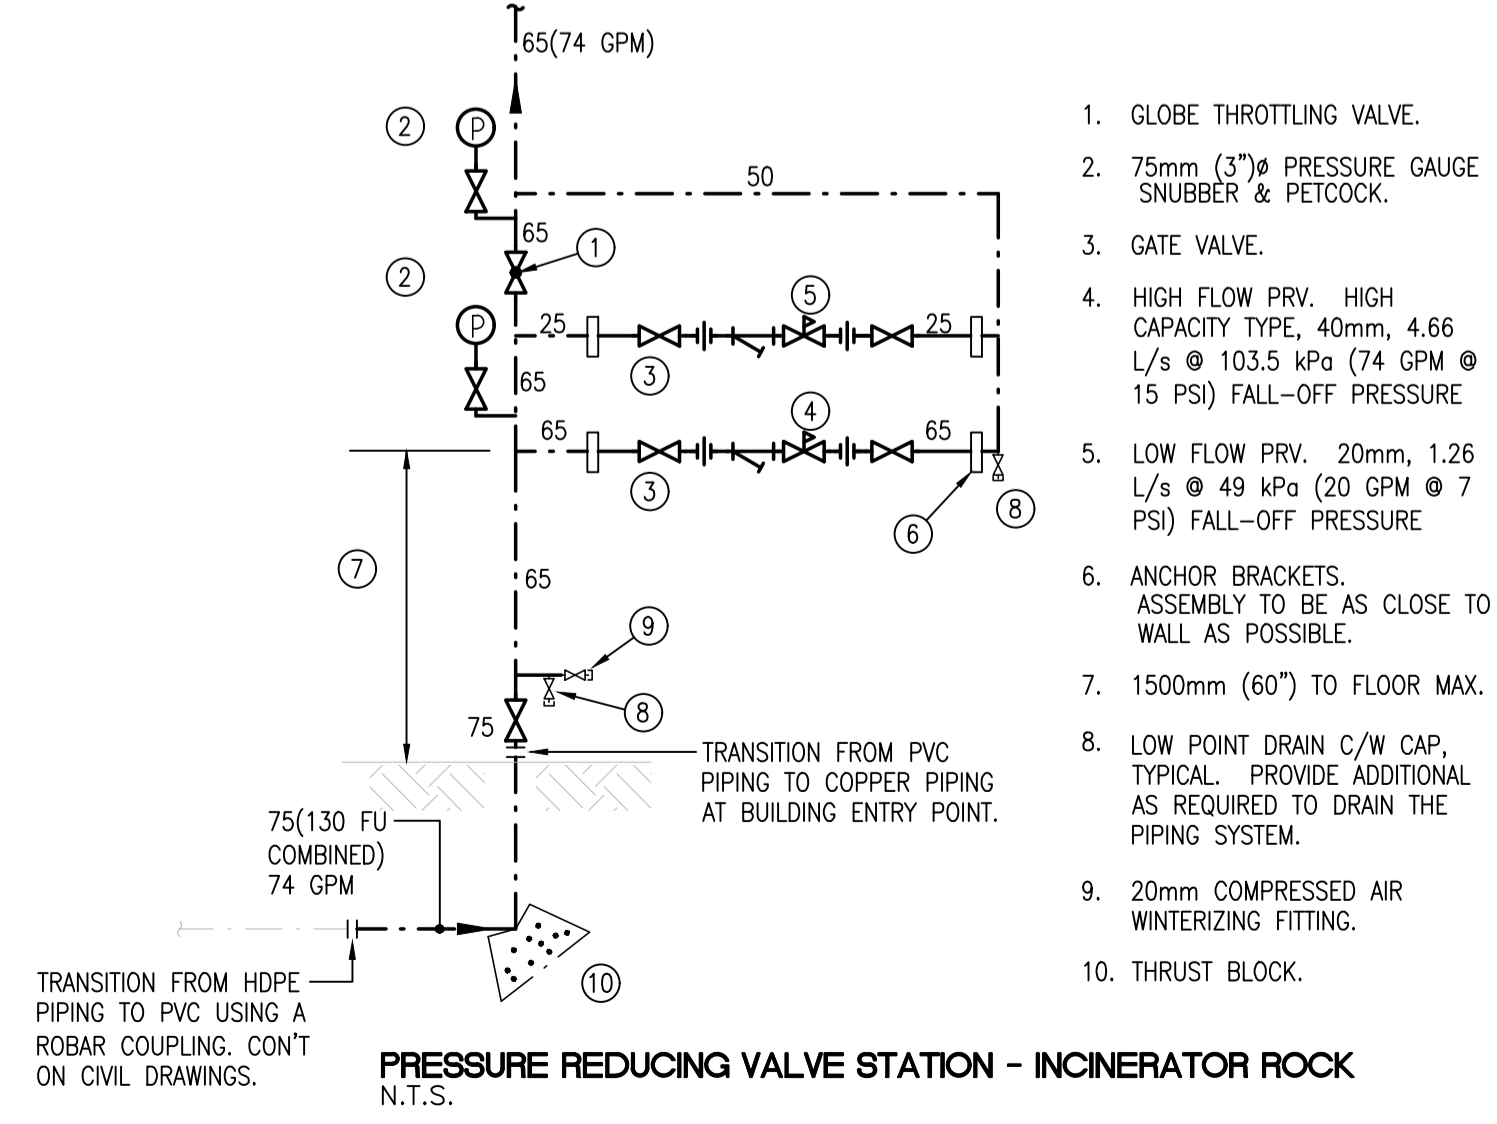 65(74 GPM)
2
P
50
65
1
2
5
P
25
25
3
65
4
65
65
3
8
6
7
65
9
8
75
TRANSITION FROM PVC
PIPING TO COPPER PIPING
AT BUILDING ENTRY POINT.
75(130 FU
COMBINED)
74 GPM
10
TRANSITION FROM HDPE
PIPING TO PVC USING A
ROBAR COUPLING. CON'T
ON CIVIL DRAWINGS.
1. GLOBE THROTTLING VALVE.
2. 75mm (3")ø PRESSURE GAUGE
SNUBBER & PETCOCK.
3. GATE VALVE.
4. HIGH FLOW PRV. HIGH
CAPACITY TYPE, 40mm, 4.66
L/s @ 103.5 kPa (74 GPM @
15 PSI) FALL-OFF PRESSURE
5. LOW FLOW PRV. 20mm, 1.26
L/s @ 49 kPa (20 GPM @ 7
PSI) FALL-OFF PRESSURE
6. ANCHOR BRACKETS.
ASSEMBLY TO BE AS CLOSE TO
WALL AS POSSIBLE.
7. 1500mm (60") TO FLOOR MAX.
8. LOW POINT DRAIN C/W CAP,
TYPICAL. PROVIDE ADDITIONAL
AS REQUIRED TO DRAIN THE
PIPING SYSTEM.
9. 20mm COMPRESSED AIR
WINTERIZING FITTING.
10. THRUST BLOCK.
PRESSURE REDUCING VALVE STATION - INCINERATOR ROCK
N.T.S.